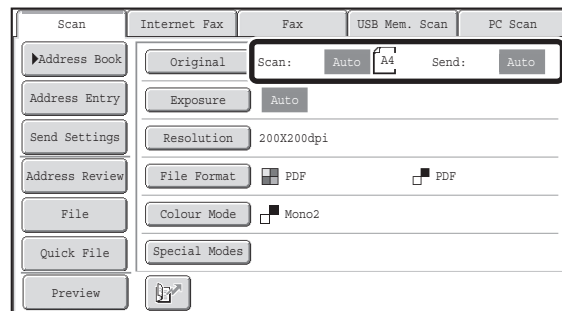 Scan Internet Fax Fax USB Mem. Scan PC Scan
Address Book Original Scan: Auto A4 Send: Auto
Address Entry Exposure Auto
Send Settings Resolution 200X200dpi
Address Review File Format PDF PDF
File Colour Mode Mono2
Quick File Special Modes
Preview